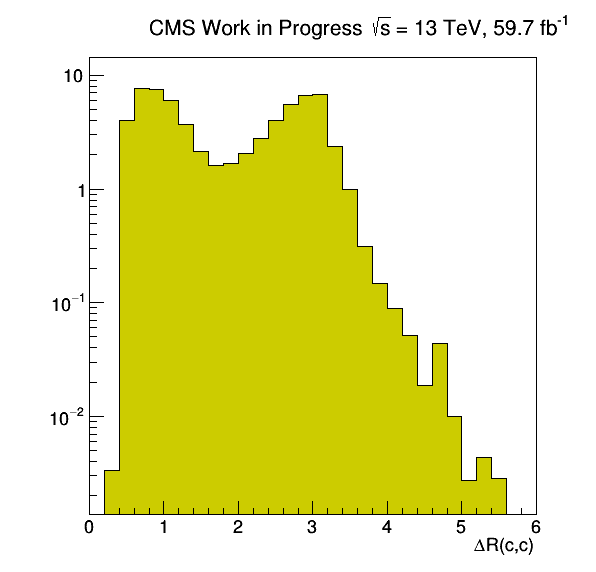 CMS Work in Progress √s = 13 TeV, 59.7 fb⁻¹
10
1
10⁻¹
10⁻²
0 1 2 3 4 5 6
ΔR(c,c)